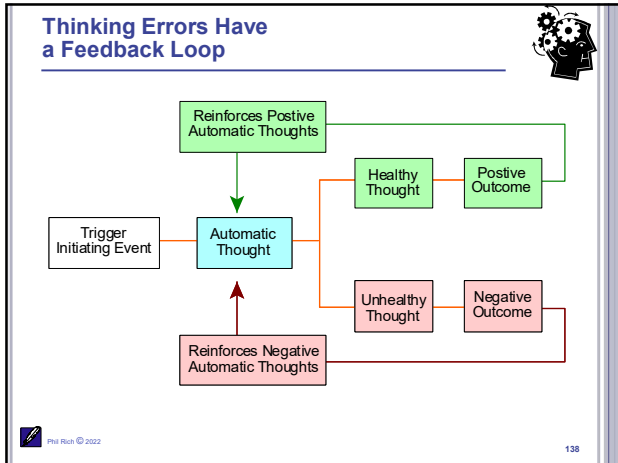 Thinking Errors Have
a Feedback Loop
Reinforces Postive
Automatic Thoughts
Healthy
Thought
Postive
Outcome
Trigger
Initiating Event
Automatic
Thought
Unhealthy
Thought
Negative
Outcome
Reinforces Negative
Automatic Thoughts
Phil Rich © 2022
138